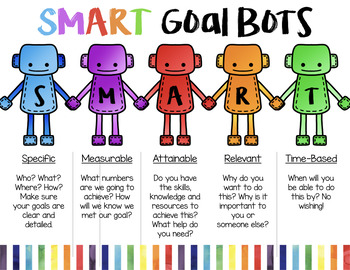 SMART GOAL BOTS
S M A R T
Specific
Who? What?
Where? How?
Make sure
your goals are
clear and
detailed.
Measurable
What numbers
are we going to
achieve? How
will we know we
met our goal?
Attainable
Do you have
the skills,
knowledge and
resources to
achieve this?
What help do
you need?
Relevant
Why do you
want to do
this? Why is it
important to
you or
someone else?
Time-Based
When will you
be able to do
this by? No
wishing!